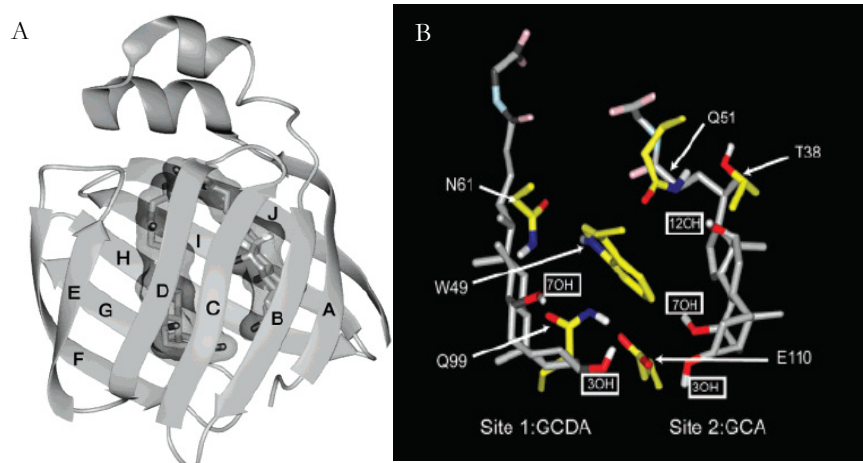 A
J
I
H
E
D
G
C
B
A
F
B
Q51
T38
N61
12OH
W49
7OH
7OH
Q99
E110
3OH
3OH
Site 1:GCDA
Site 2:GCA